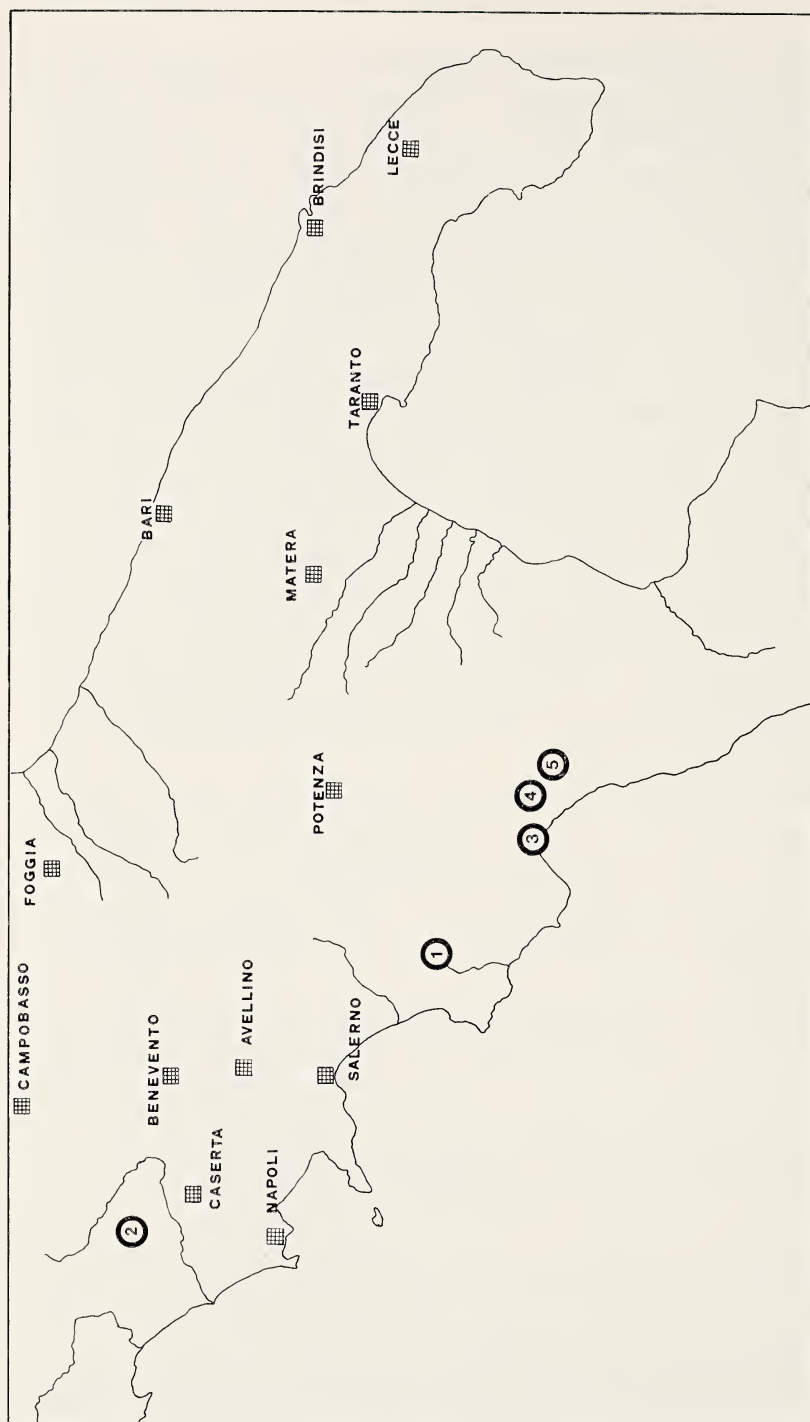 CAMPOBASSO
FOGGIA
BENEVENTO
BARI
2
CASERTA
AVELLINO
NAPOLI
SALERNO
POTENZA
MATERA
BRINDISI
TARANTO
LECCE
1
3
4
5